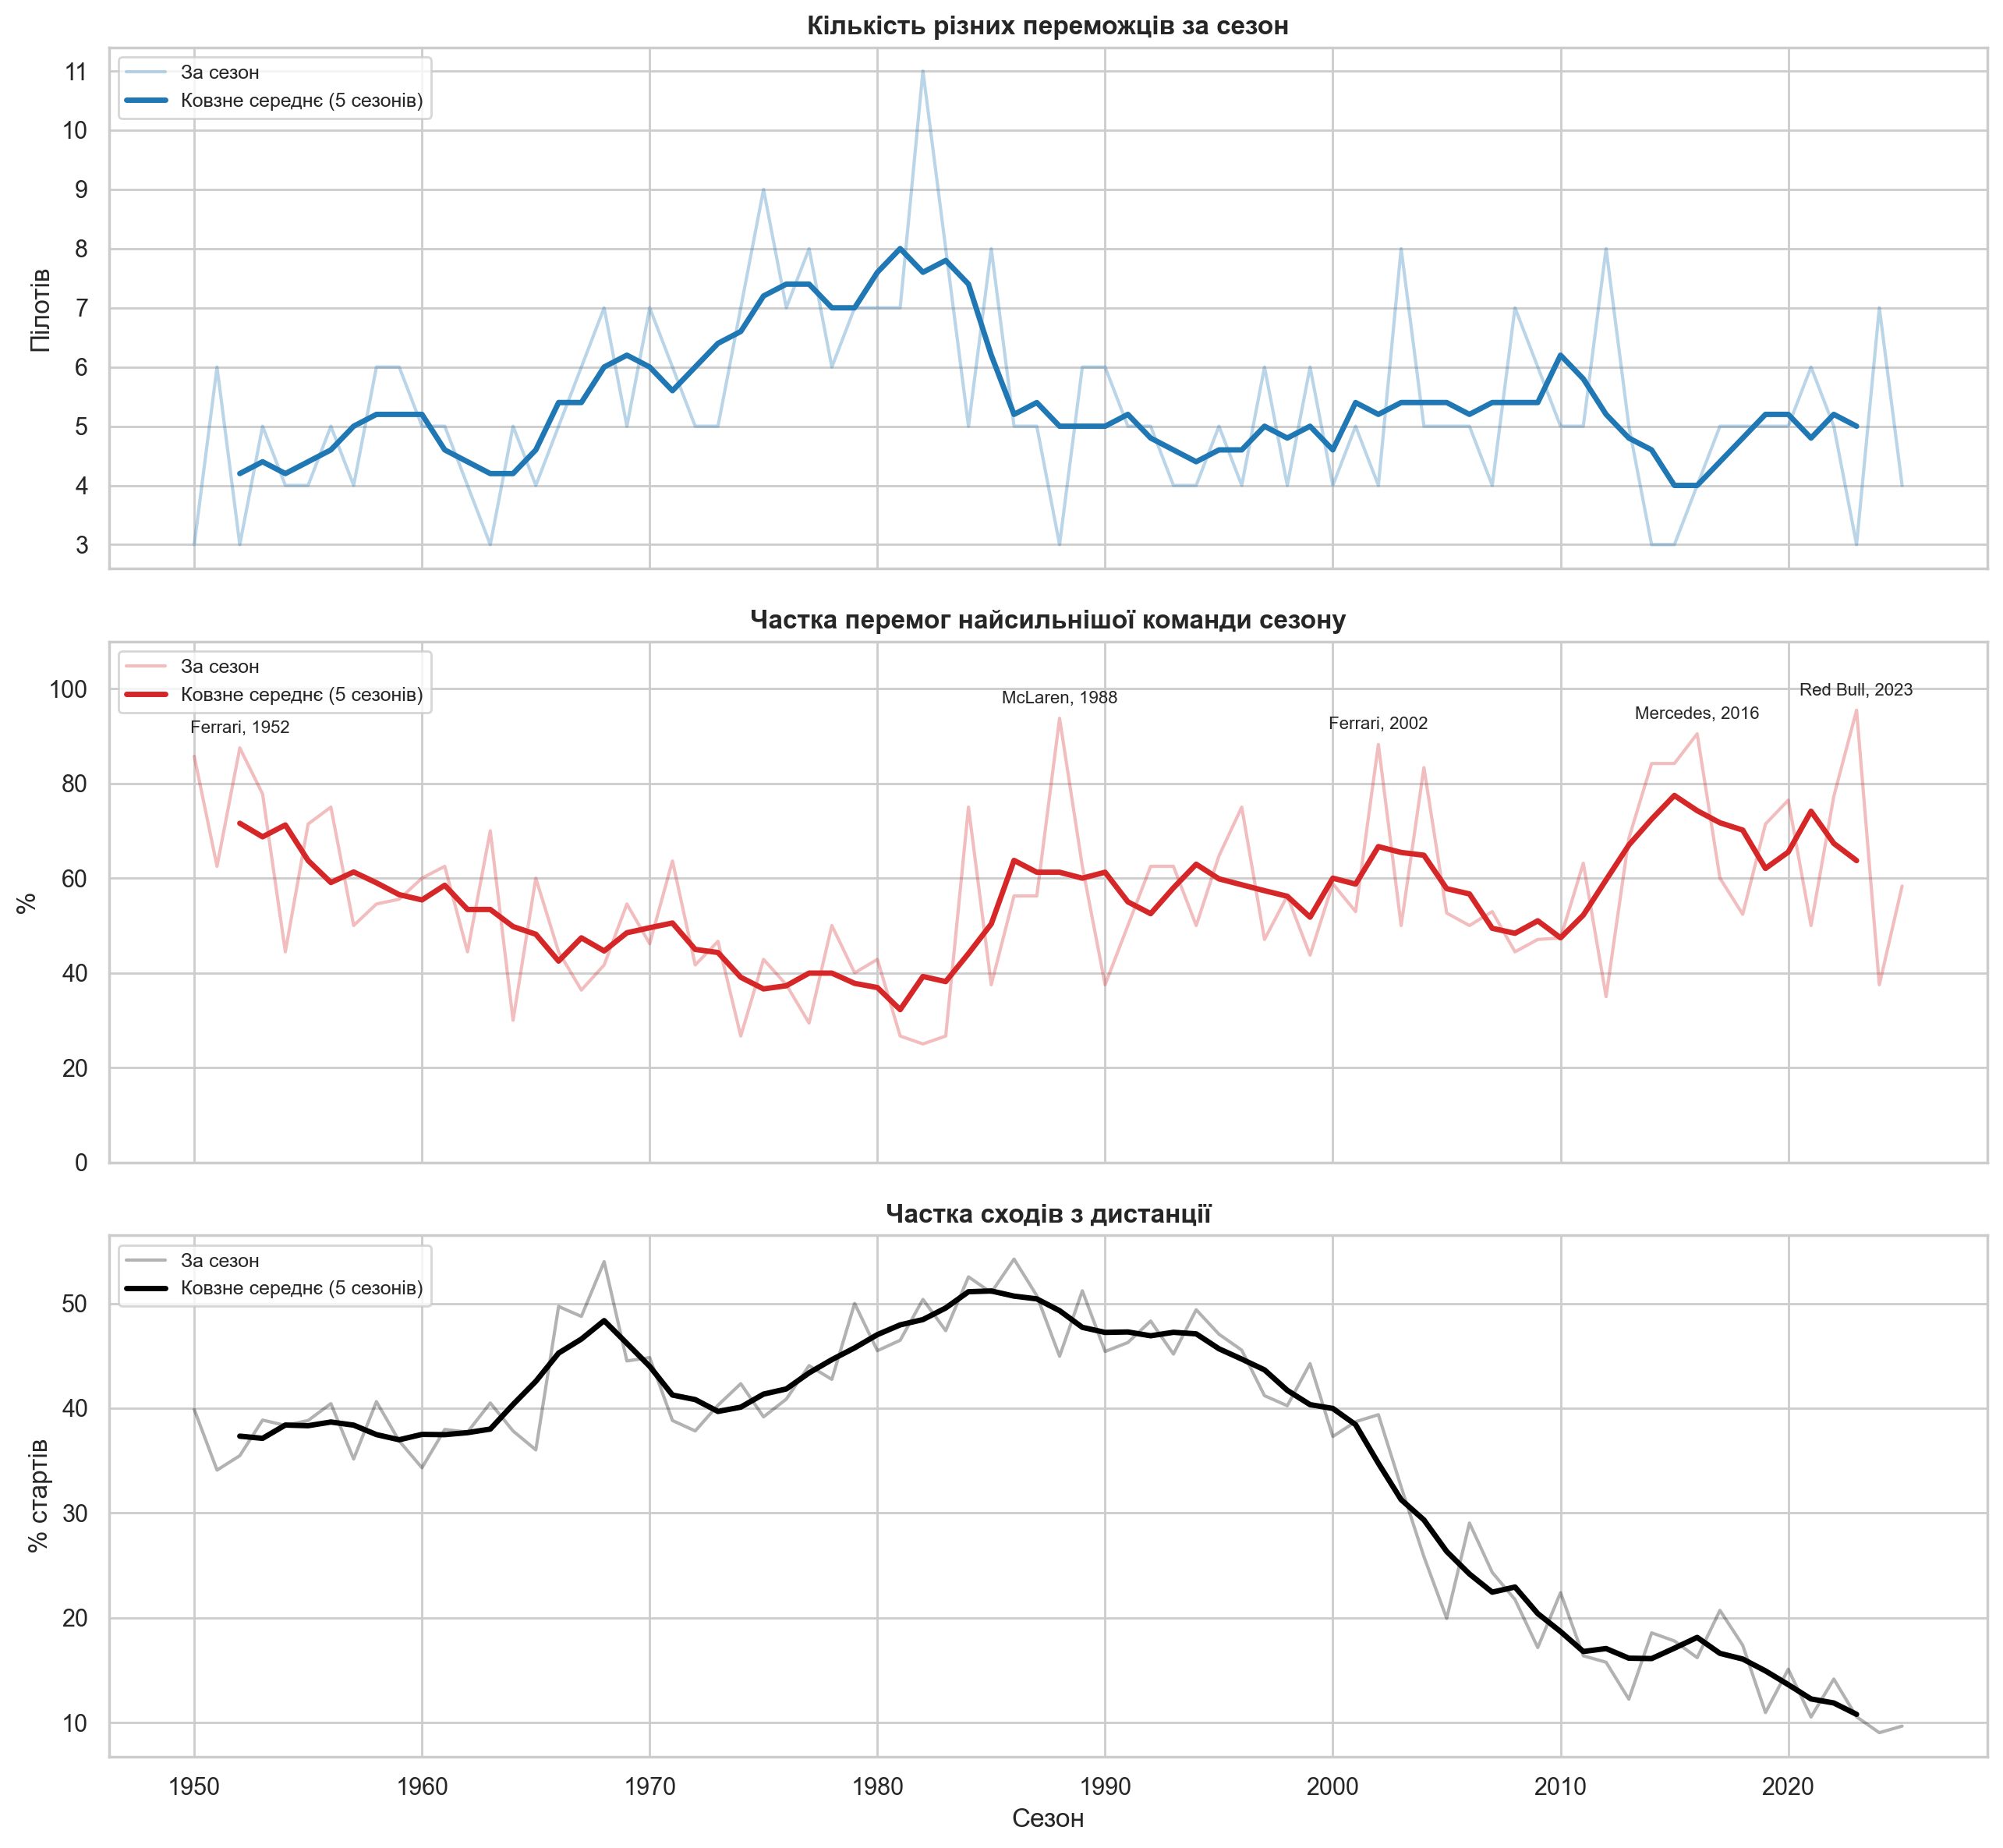 Кількість різних переможців за сезон
За сезон
Ковзне середнє (5 сезонів)
11
10
9
8
7
6
5
4
3
Пілотів
Частка перемог найсильнішої команди сезону
За сезон
Ковзне середнє (5 сезонів)
Ferrari, 1952
McLaren, 1988
Ferrari, 2002
Mercedes, 2016
Red Bull, 2023
100
80
60
40
20
0
%
Частка сходів з дистанції
За сезон
Ковзне середнє (5 сезонів)
50
40
30
20
10
% стартів
1950 1960 1970 1980 1990 2000 2010 2020
Сезон